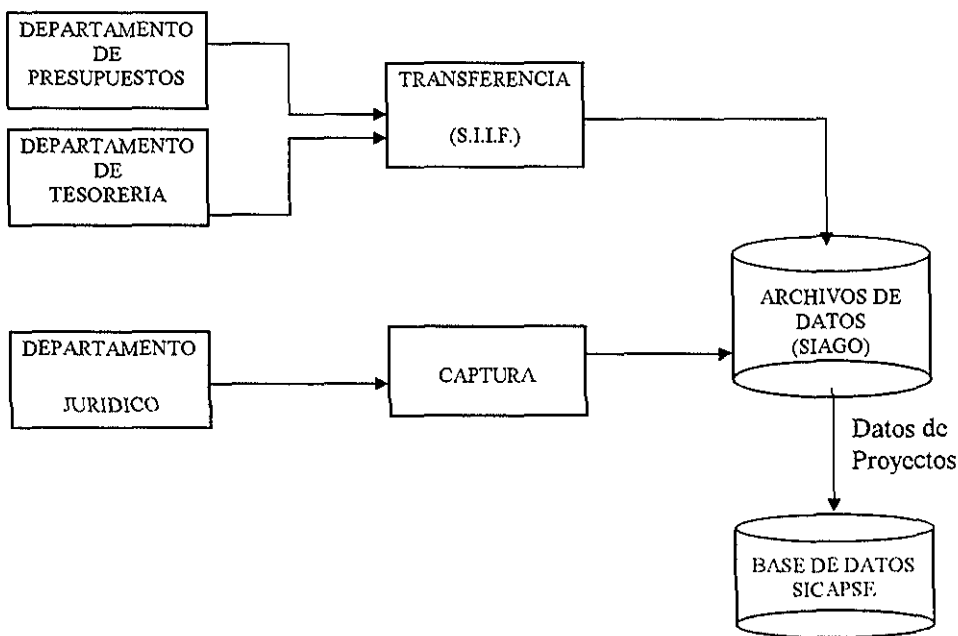 DEPARTAMENTO
DE
PRESUPUESTOS
TRANSFERENCIA
(S.I.I.F.)
DEPARTAMENTO
DE
TESORERIA
ARCHIVOS DE
DATOS
(SIAGO)
DEPARTAMENTO
JURIDICO
CAPTURA
Datos de
Proyectos
BASE DE DATOS
SICAPSE